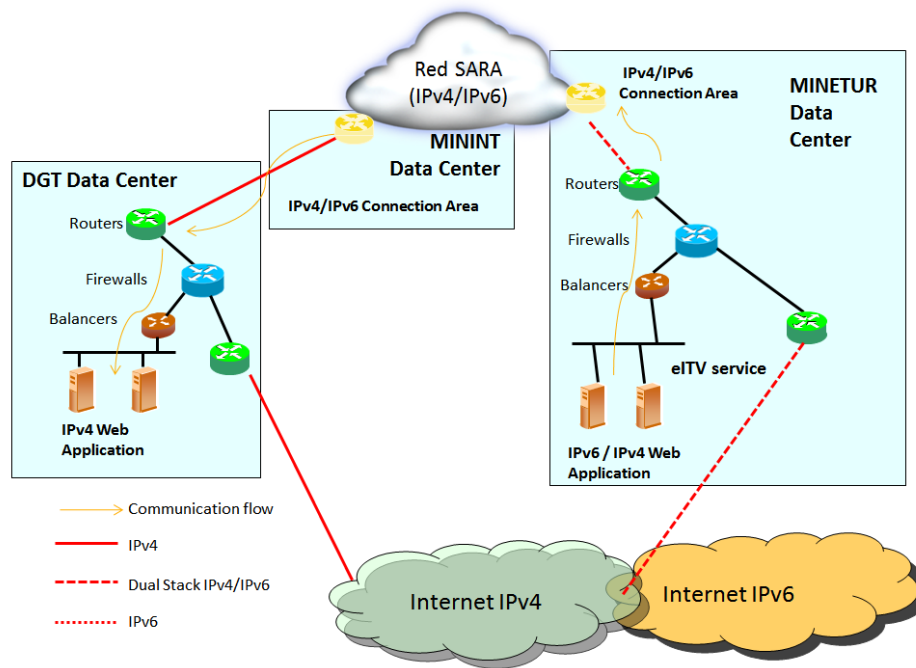 Red SARA
(IPv4/IPv6)
IPv4/IPv6
Connection Area
MINETUR
Data
Center
MININT
Data Center
IPv4/IPv6 Connection Area
DGT Data Center
Routers
Firewalls
Balancers
IPv4 Web
Application
Routers
Firewalls
Balancers
eITV service
IPv6 / IPv4 Web
Application
Communication flow
IPv4
Dual Stack IPv4/IPv6
IPv6
Internet IPv4
Internet IPv6